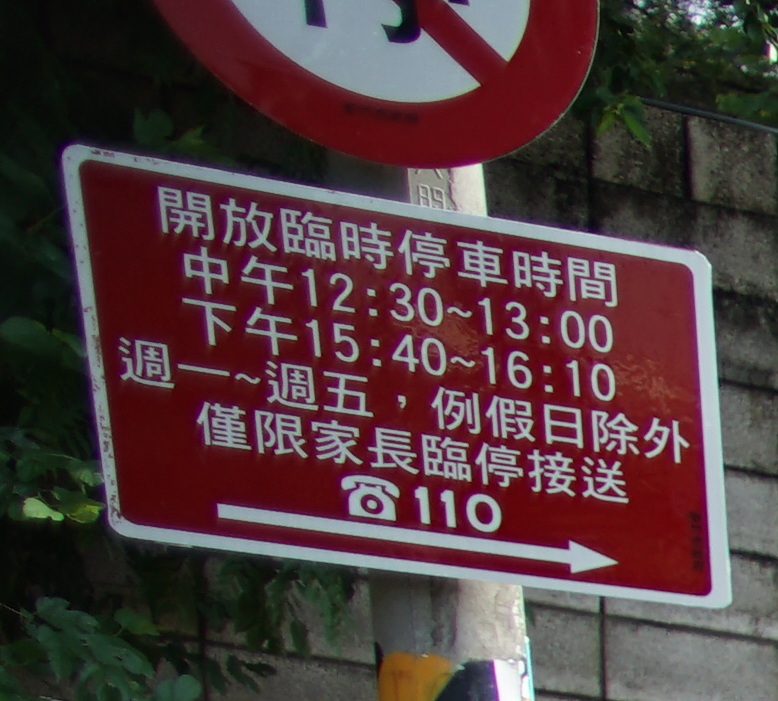 89
開放臨時停車時間
中午12:30~13:00
下午15:40~16:10
週一~週五，例假日除外
僅限家長臨停接送
☎110